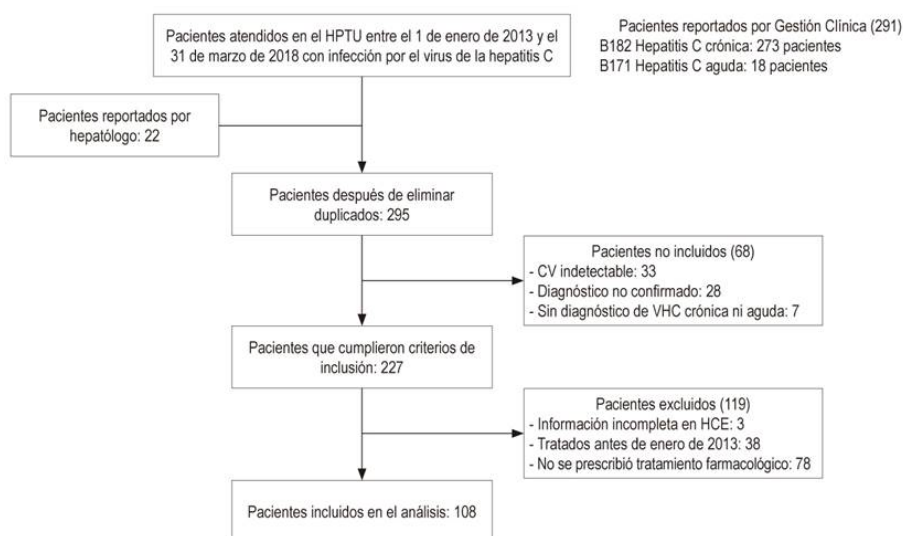 Pacientes atendidos en el HPTU entre el 1 de enero de 2013 y el
31 de marzo de 2018 con infección por el virus de la hepatitis C
Pacientes reportados por Gestión Clínica (291)
B182 Hepatitis C crónica: 273 pacientes
B171 Hepatitis C aguda: 18 pacientes
Pacientes reportados por
hepatólogo: 22
Pacientes después de eliminar
duplicados: 295
Pacientes no incluidos (68)
- CV indetectable: 33
- Diagnóstico no confirmado: 28
- Sin diagnóstico de VHC crónica ni aguda: 7
Pacientes que cumplieron criterios de
inclusión: 227
Pacientes excluidos (119)
- Información incompleta en HCE: 3
- Tratados antes de enero de 2013: 38
- No se prescribió tratamiento farmacológico: 78
Pacientes incluidos en el análisis: 108